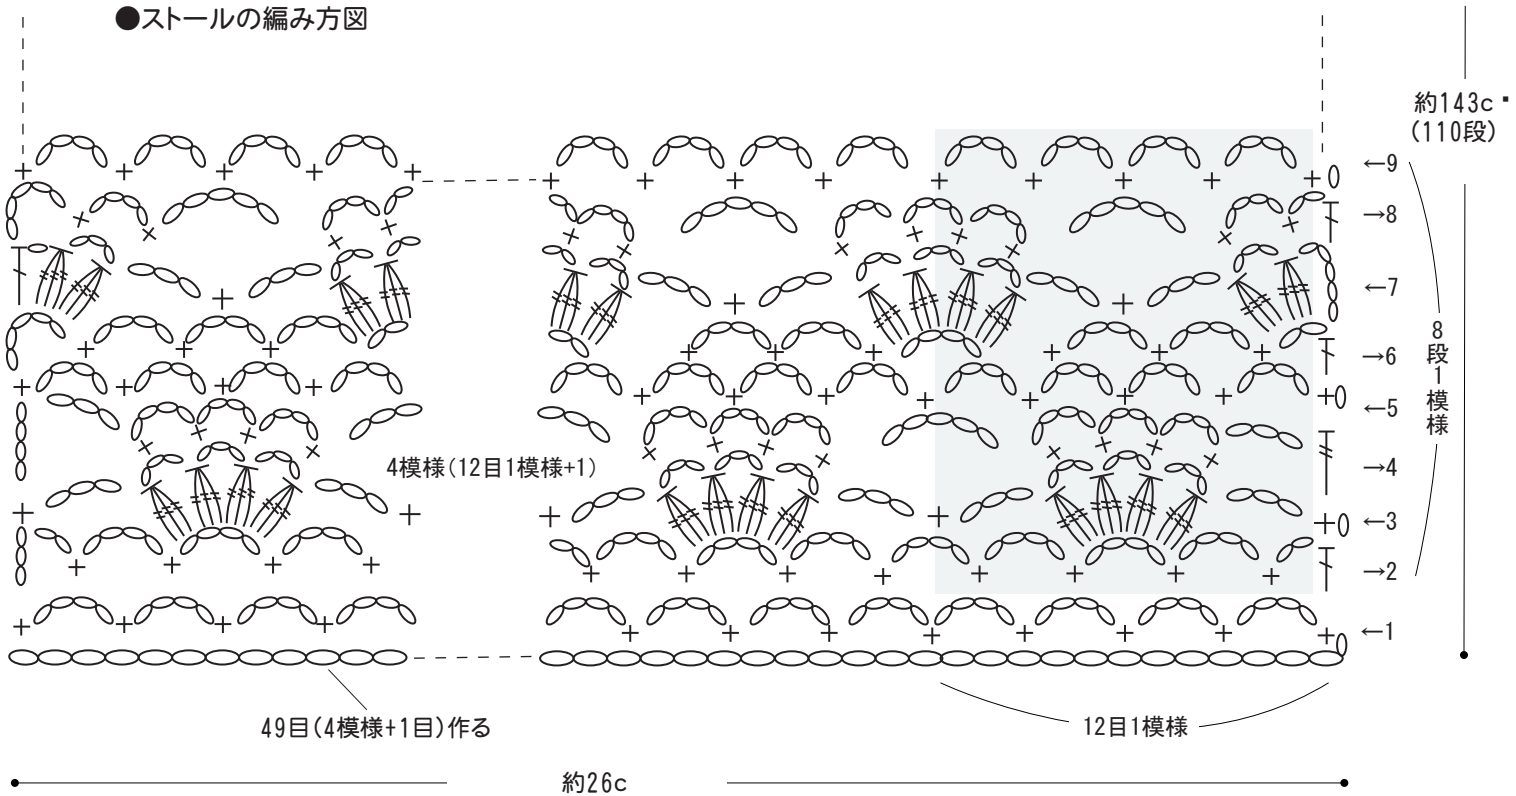 ●ストールの編み方図
約143c
(110段)
←9
→8
←7
→6
←5
→4
←3
→2
←1
8段1模様
4模様(12目1模様+1)
49目(4模様+1目)作る
12目1模様
約26c